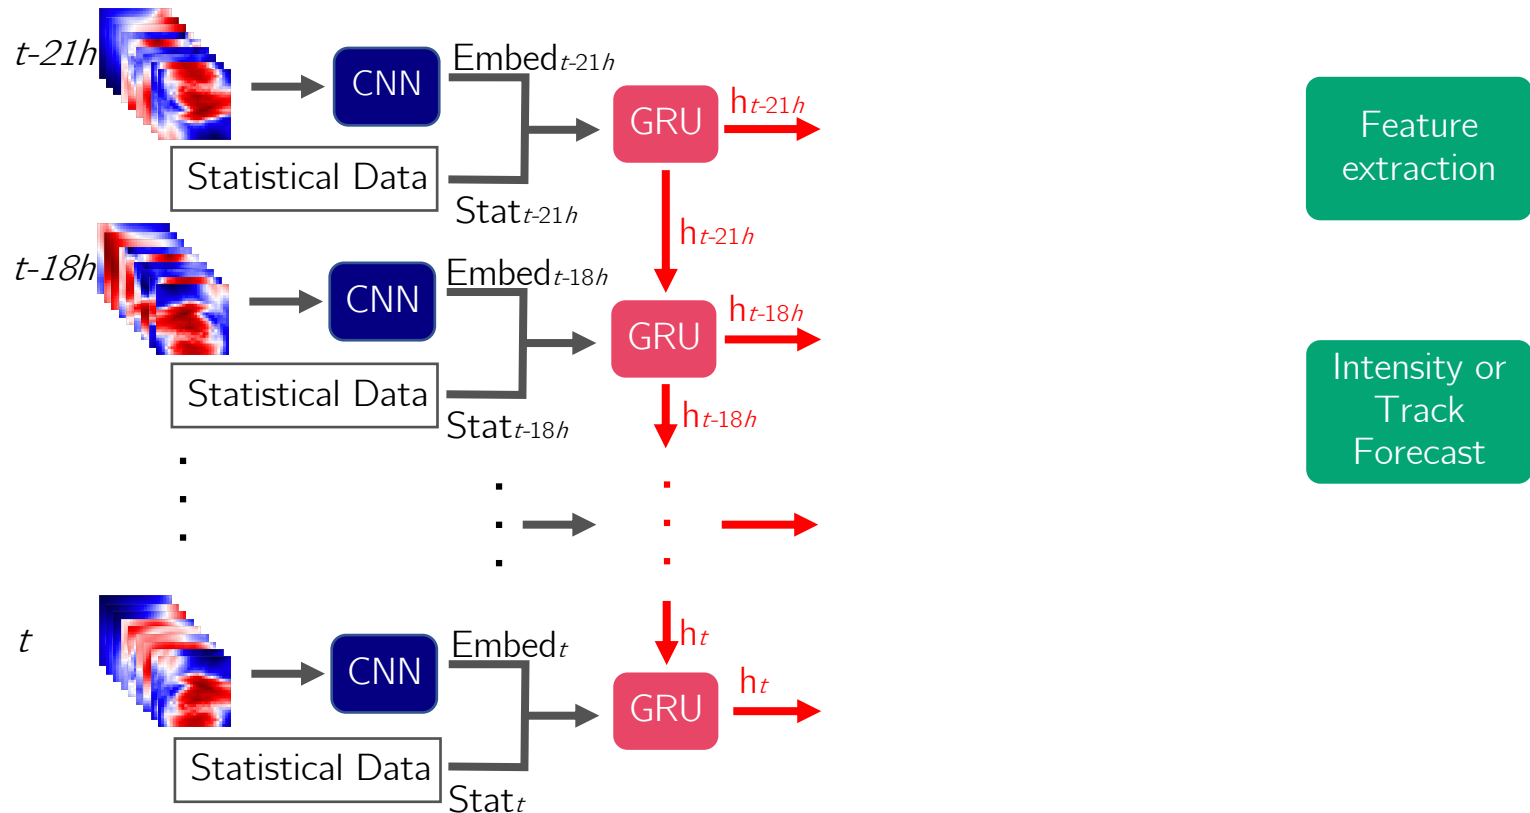 t-21h
CNN
Embedt-21h
Statistical Data
Statt-21h
GRU
ht-21h
ht-21h
Feature
extraction
t-18h
CNN
Embedt-18h
Statistical Data
Statt-18h
GRU
ht-18h
ht-18h
Intensity or
Track
Forecast
t
CNN
Embedt
Statistical Data
Statt
ht
GRU
ht